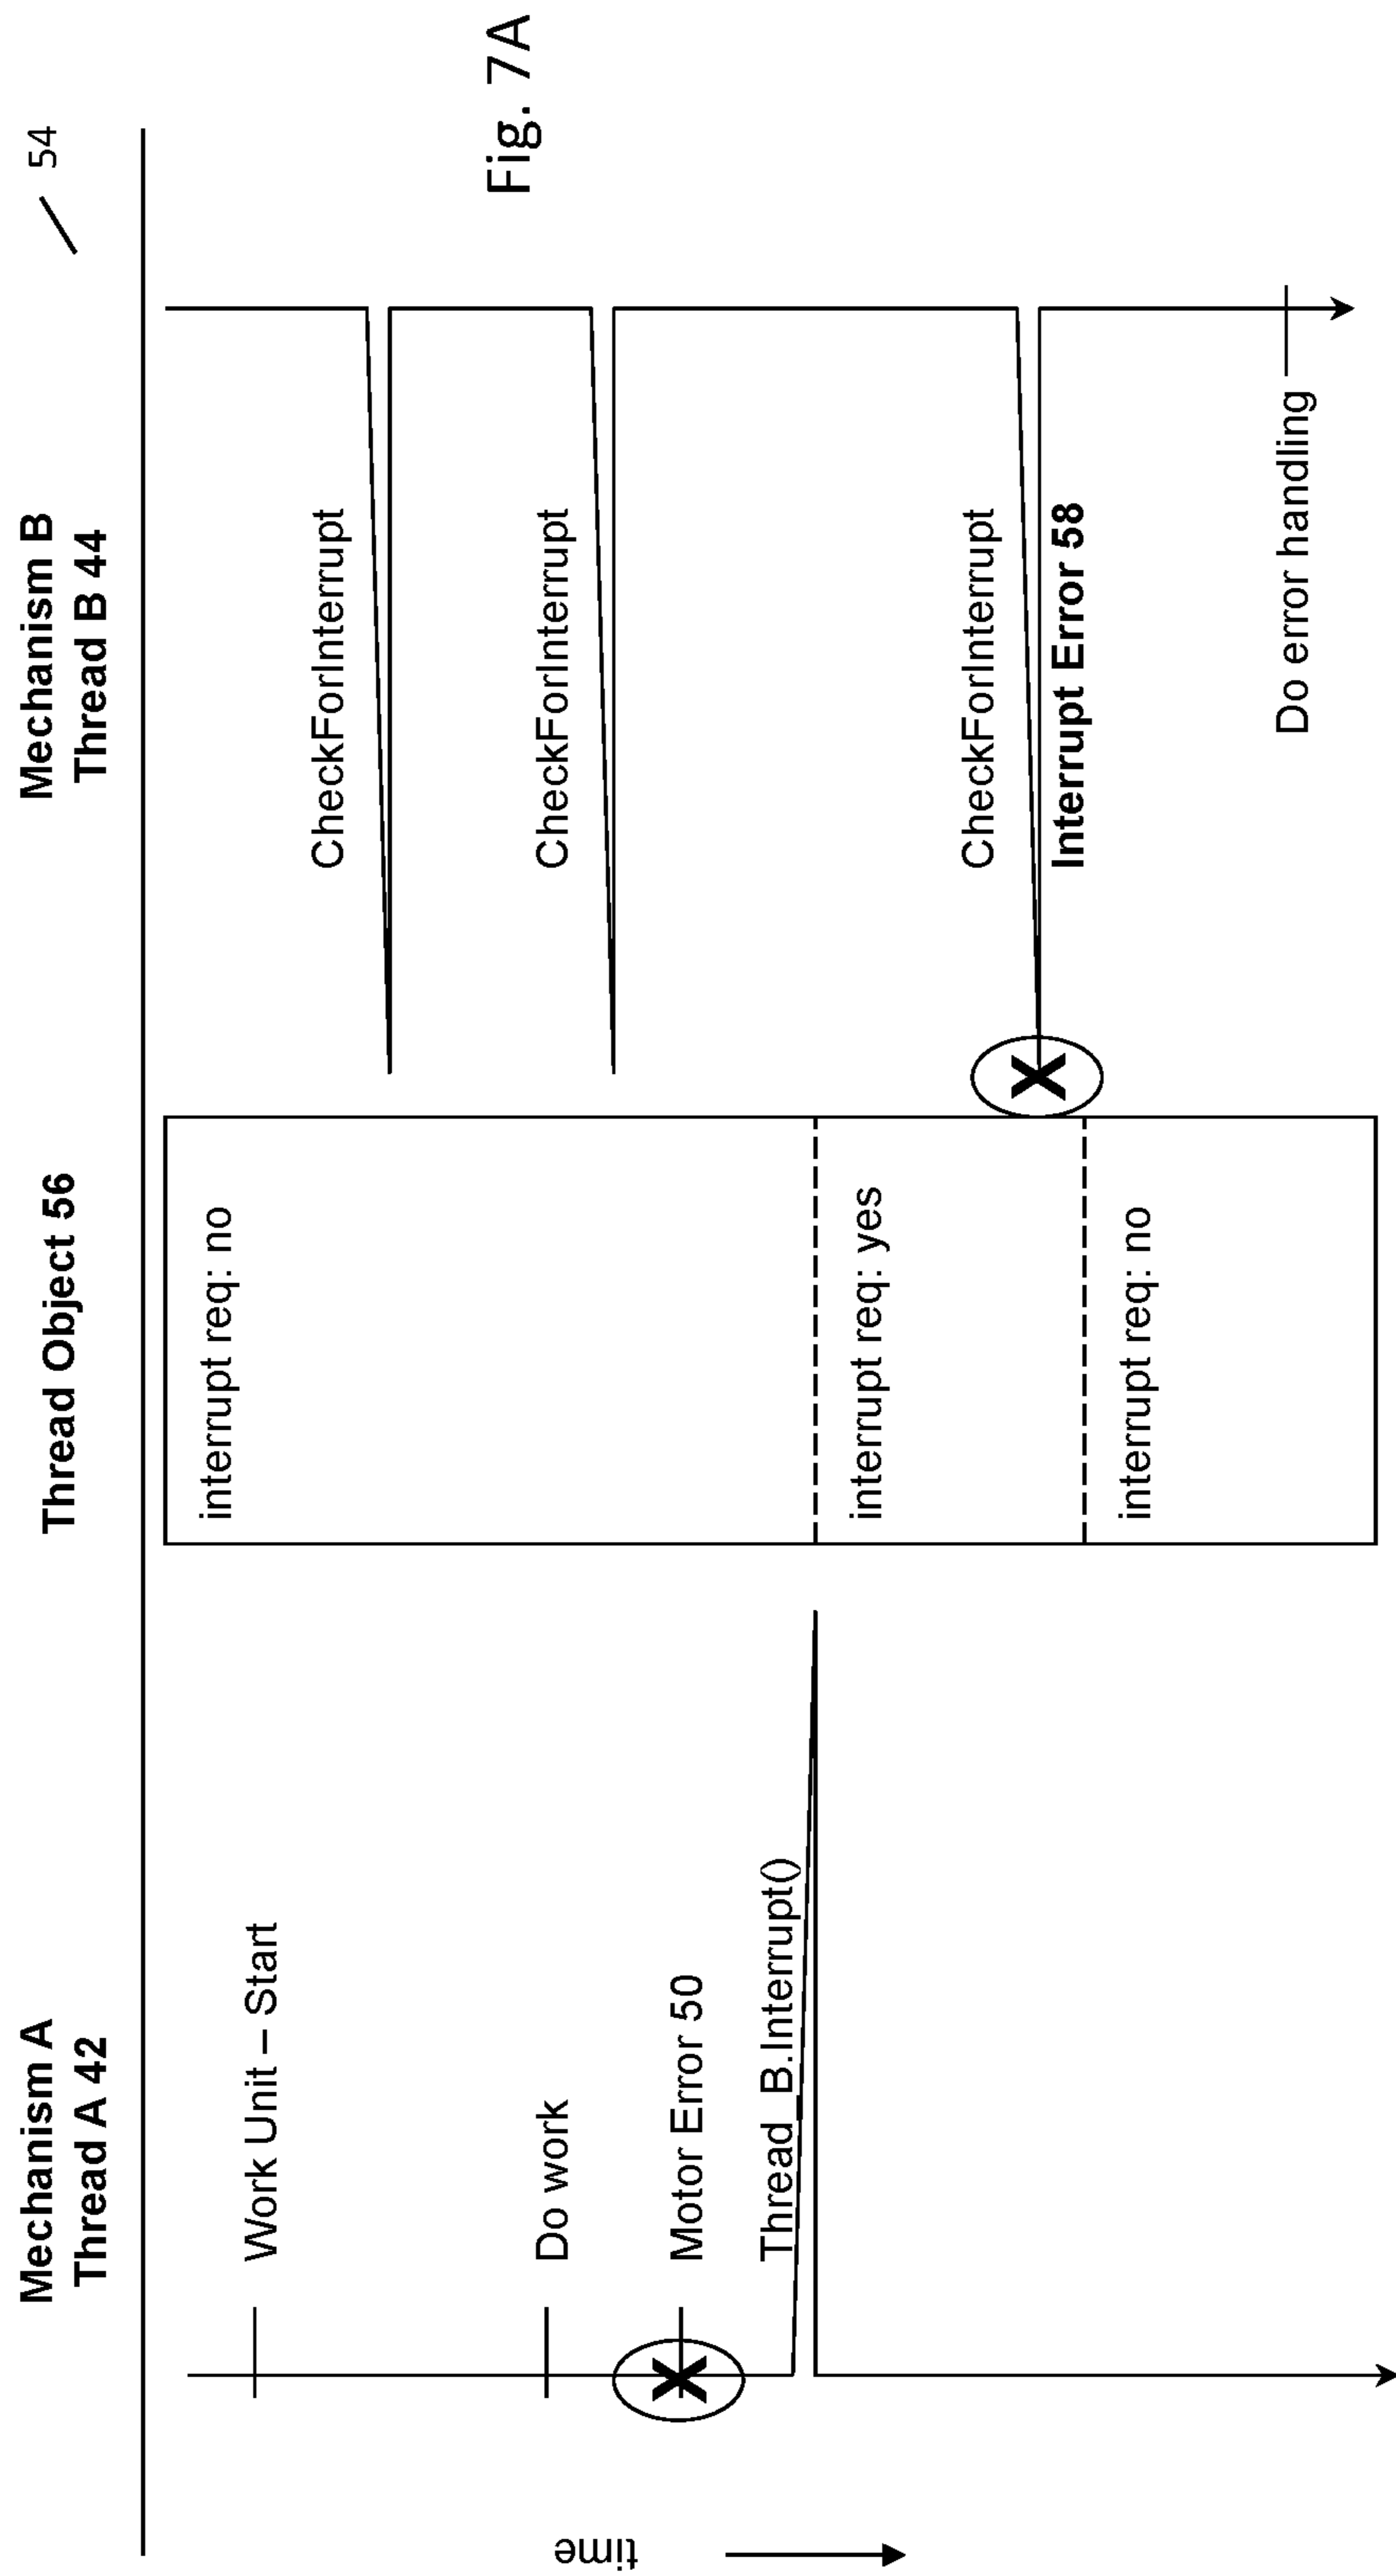 54
Mechanism A
Thread A 42
Thread Object 56
Mechanism B
Thread B 44
time
Work Unit – Start
Do work
X
Motor Error 50
Thread_B.Interrupt()
interrupt req: no
interrupt req: yes
interrupt req: no
CheckForInterrupt
CheckForInterrupt
CheckForInterrupt
X
Interrupt Error 58
Do error handling
Fig. 7A